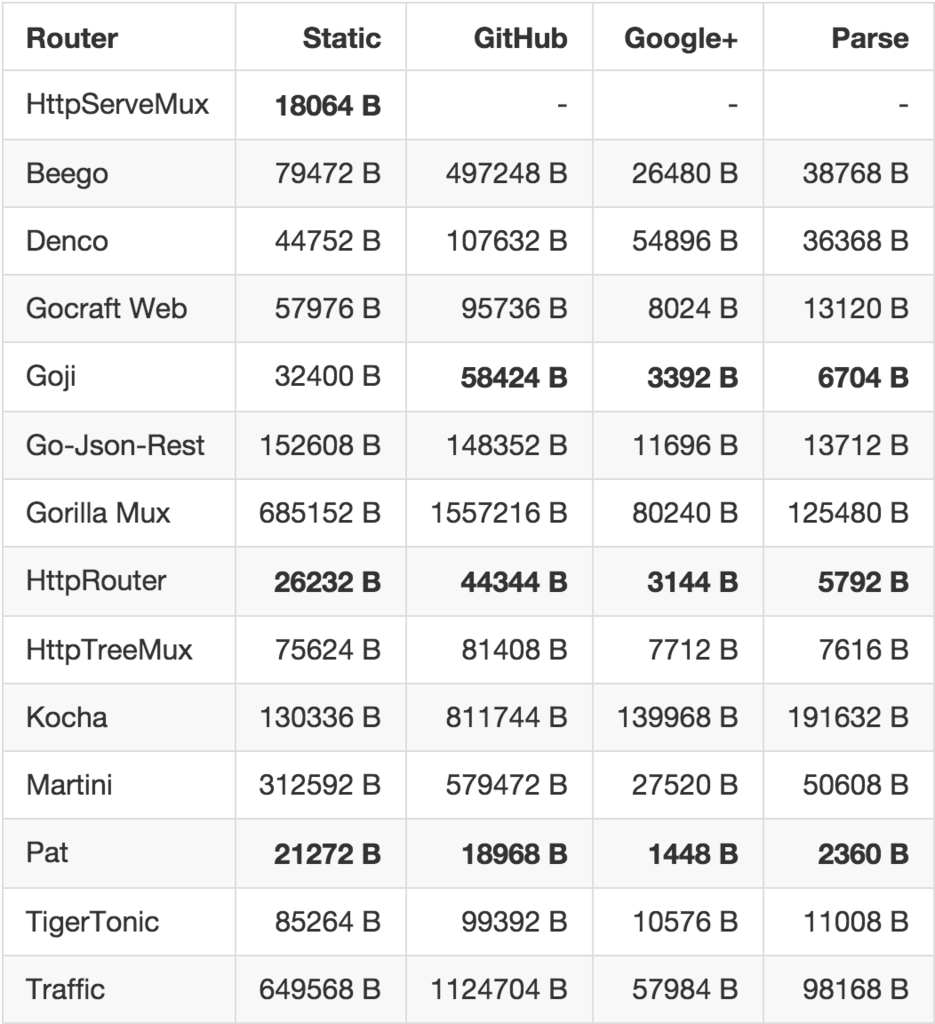 Router Static GitHub Google+ Parse
HttpServeMux 18064 B - - -
Beego 79472 B 497248 B 26480 B 38768 B
Denco 44752 B 107632 B 54896 B 36368 B
Gocraft Web 57976 B 95736 B 8024 B 13120 B
Goji 32400 B 58424 B 3392 B 6704 B
Go-Json-Rest 152608 B 148352 B 11696 B 13712 B
Gorilla Mux 685152 B 1557216 B 80240 B 125480 B
HttpRouter 26232 B 44344 B 3144 B 5792 B
HttpTreeMux 75624 B 81408 B 7712 B 7616 B
Kocha 130336 B 811744 B 139968 B 191632 B
Martini 312592 B 579472 B 27520 B 50608 B
Pat 21272 B 18968 B 1448 B 2360 B
TigerTonic 85264 B 99392 B 10576 B 11008 B
Traffic 649568 B 1124704 B 57984 B 98168 B